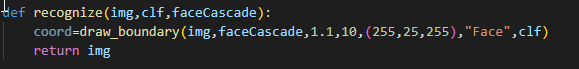 def recognize(img,clf,faceCascade):
    coord=draw_boundary(img,faceCascade,1.1,10,(255,25,255),"Face",clf)
    return img